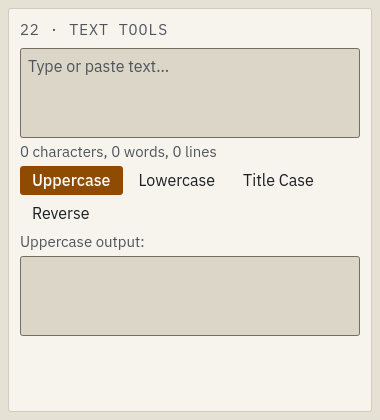 22 · TEXT TOOLS
Type or paste text...
0 characters, 0 words, 0 lines
Uppercase Lowercase Title Case
Reverse
Uppercase output: